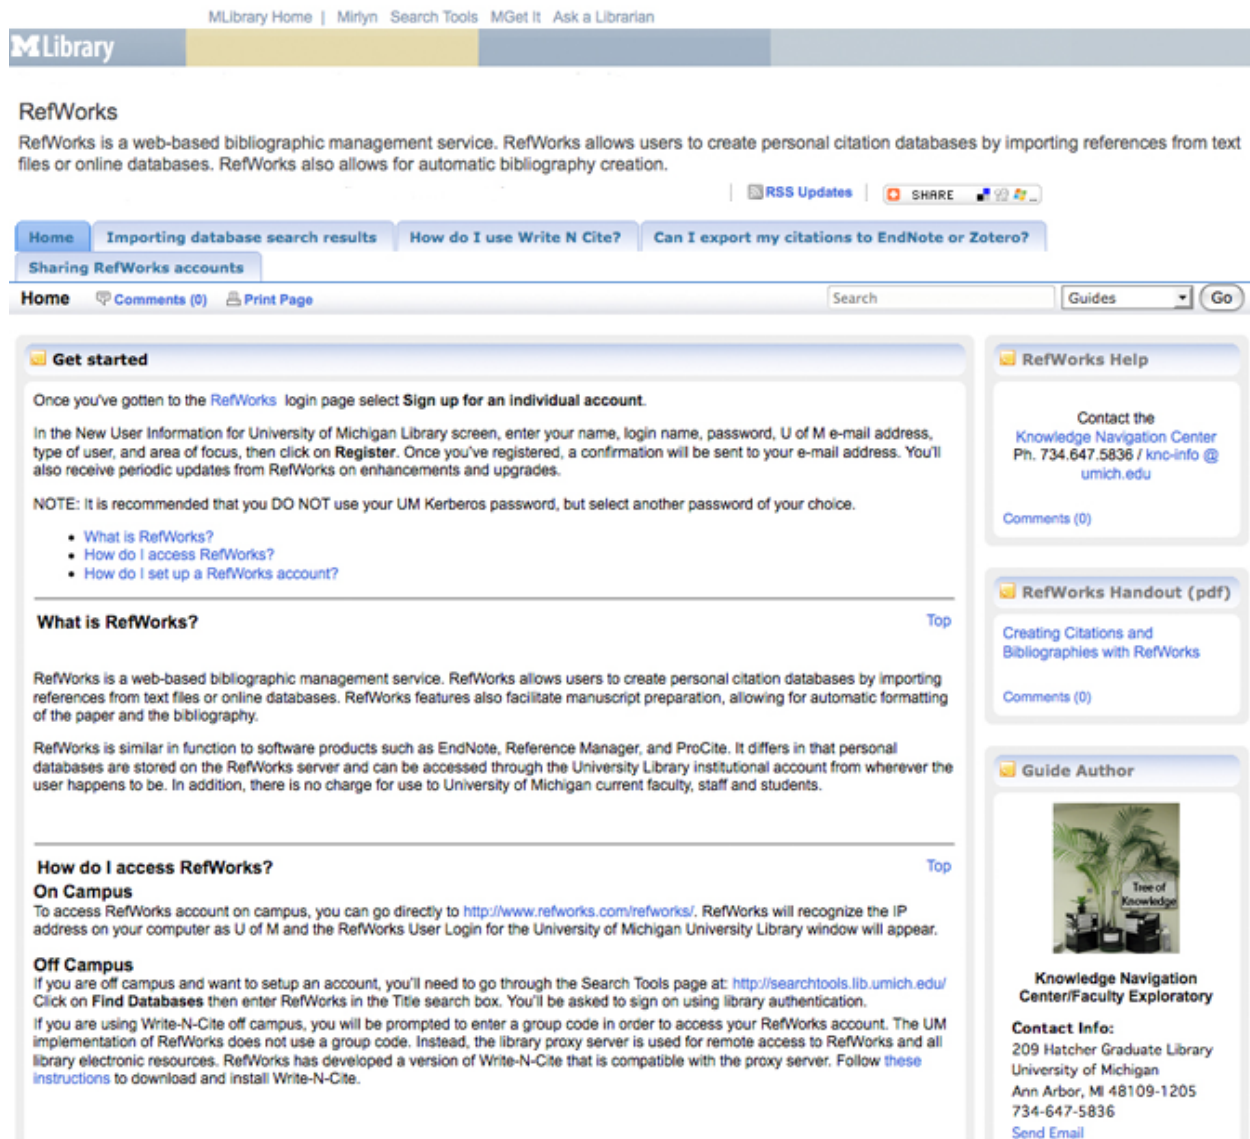 MLibrary Home | Mirlyn Search Tools MGet It Ask a Librarian
M Library
RefWorks
RefWorks is a web-based bibliographic management service. RefWorks allows users to create personal citation databases by importing references from text
files or online databases. RefWorks also allows for automatic bibliography creation.
RSS Updates | SHARE
Home Importing database search results How do I use Write N Cite? Can I export my citations to EndNote or Zotero?
Sharing RefWorks accounts
Home Comments (0) Print Page Search Guides Go
Get started
Once you've gotten to the RefWorks login page select Sign up for an individual account.
In the New User Information for University of Michigan Library screen, enter your name, login name, password, U of M e-mail address,
type of user, and area of focus, then click on Register. Once you've registered, a confirmation will be sent to your e-mail address. You'll
also receive periodic updates from RefWorks on enhancements and upgrades.
NOTE: It is recommended that you DO NOT use your UM Kerberos password, but select another password of your choice.
• What is RefWorks?
• How do I access RefWorks?
• How do I set up a RefWorks account?
What is RefWorks? Top
RefWorks is a web-based bibliographic management service. RefWorks allows users to create personal citation databases by importing
references from text files or online databases. RefWorks features also facilitate manuscript preparation, allowing for automatic formatting
of the paper and the bibliography.
RefWorks is similar in function to software products such as EndNote, Reference Manager, and ProCite. It differs in that personal
databases are stored on the RefWorks server and can be accessed through the University Library institutional account from wherever the
user happens to be. In addition, there is no charge for use to University of Michigan current faculty, staff and students.
How do I access RefWorks? Top
On Campus
To access RefWorks account on campus, you can go directly to http://www.refworks.com/refworks/. RefWorks will recognize the IP
address on your computer as U of M and the RefWorks User Login for the University of Michigan University Library window will appear.
Off Campus
If you are off campus and want to setup an account, you'll need to go through the Search Tools page at: http://searchtools.lib.umich.edu/
Click on Find Databases then enter RefWorks in the Title search box. You'll be asked to sign on using library authentication.
If you are using Write-N-Cite off campus, you will be prompted to enter a group code in order to access your RefWorks account. The UM
implementation of RefWorks does not use a group code. Instead, the library proxy server is used for remote access to RefWorks and all
library electronic resources. RefWorks has developed a version of Write-N-Cite that is compatible with the proxy server. Follow these
instructions to download and install Write-N-Cite.
RefWorks Help
Contact the
Knowledge Navigation Center
Ph. 734.647.5836 / knc-info @
umich.edu
Comments (0)
RefWorks Handout (pdf)
Creating Citations and
Bibliographies with RefWorks
Comments (0)
Guide Author
Tree of
Knowledge
Knowledge Navigation
Center/Faculty Exploratory
Contact Info:
209 Hatcher Graduate Library
University of Michigan
Ann Arbor, MI 48109-1205
734-647-5836
Send Email